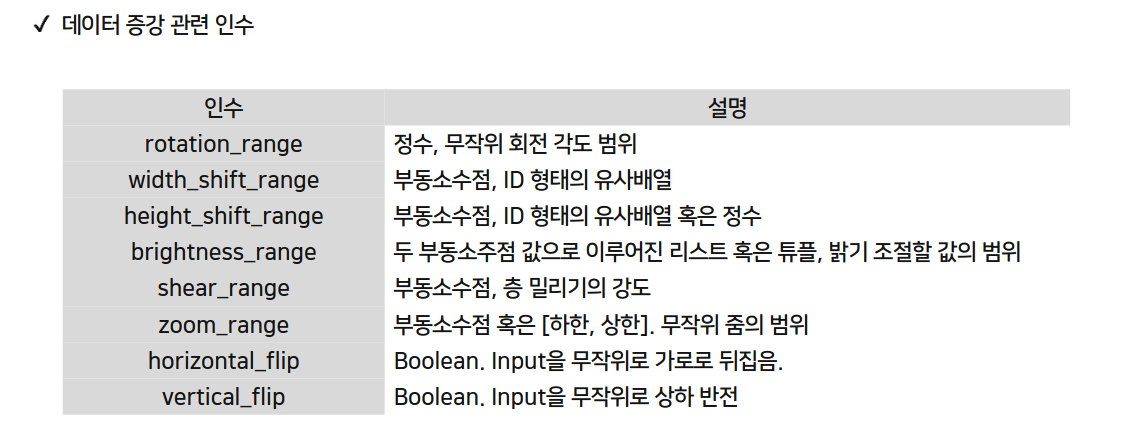 ✓ 데이터 증강 관련 인수
인수 설명
rotation_range 정수, 무작위 회전 각도 범위
width_shift_range 부동소수점, ID 형태의 유사배열
height_shift_range 부동소수점, ID 형태의 유사배열 혹은 정수
brightness_range 두 부동소주점 값으로 이루어진 리스트 혹은 튜플, 밝기 조절할 값의 범위
shear_range 부동소수점, 층 밀리기의 강도
zoom_range 부동소수점 혹은 [하한, 상한]. 무작위 줌의 범위
horizontal_flip Boolean. Input을 무작위로 가로로 뒤집음.
vertical_flip Boolean. Input을 무작위로 상하 반전